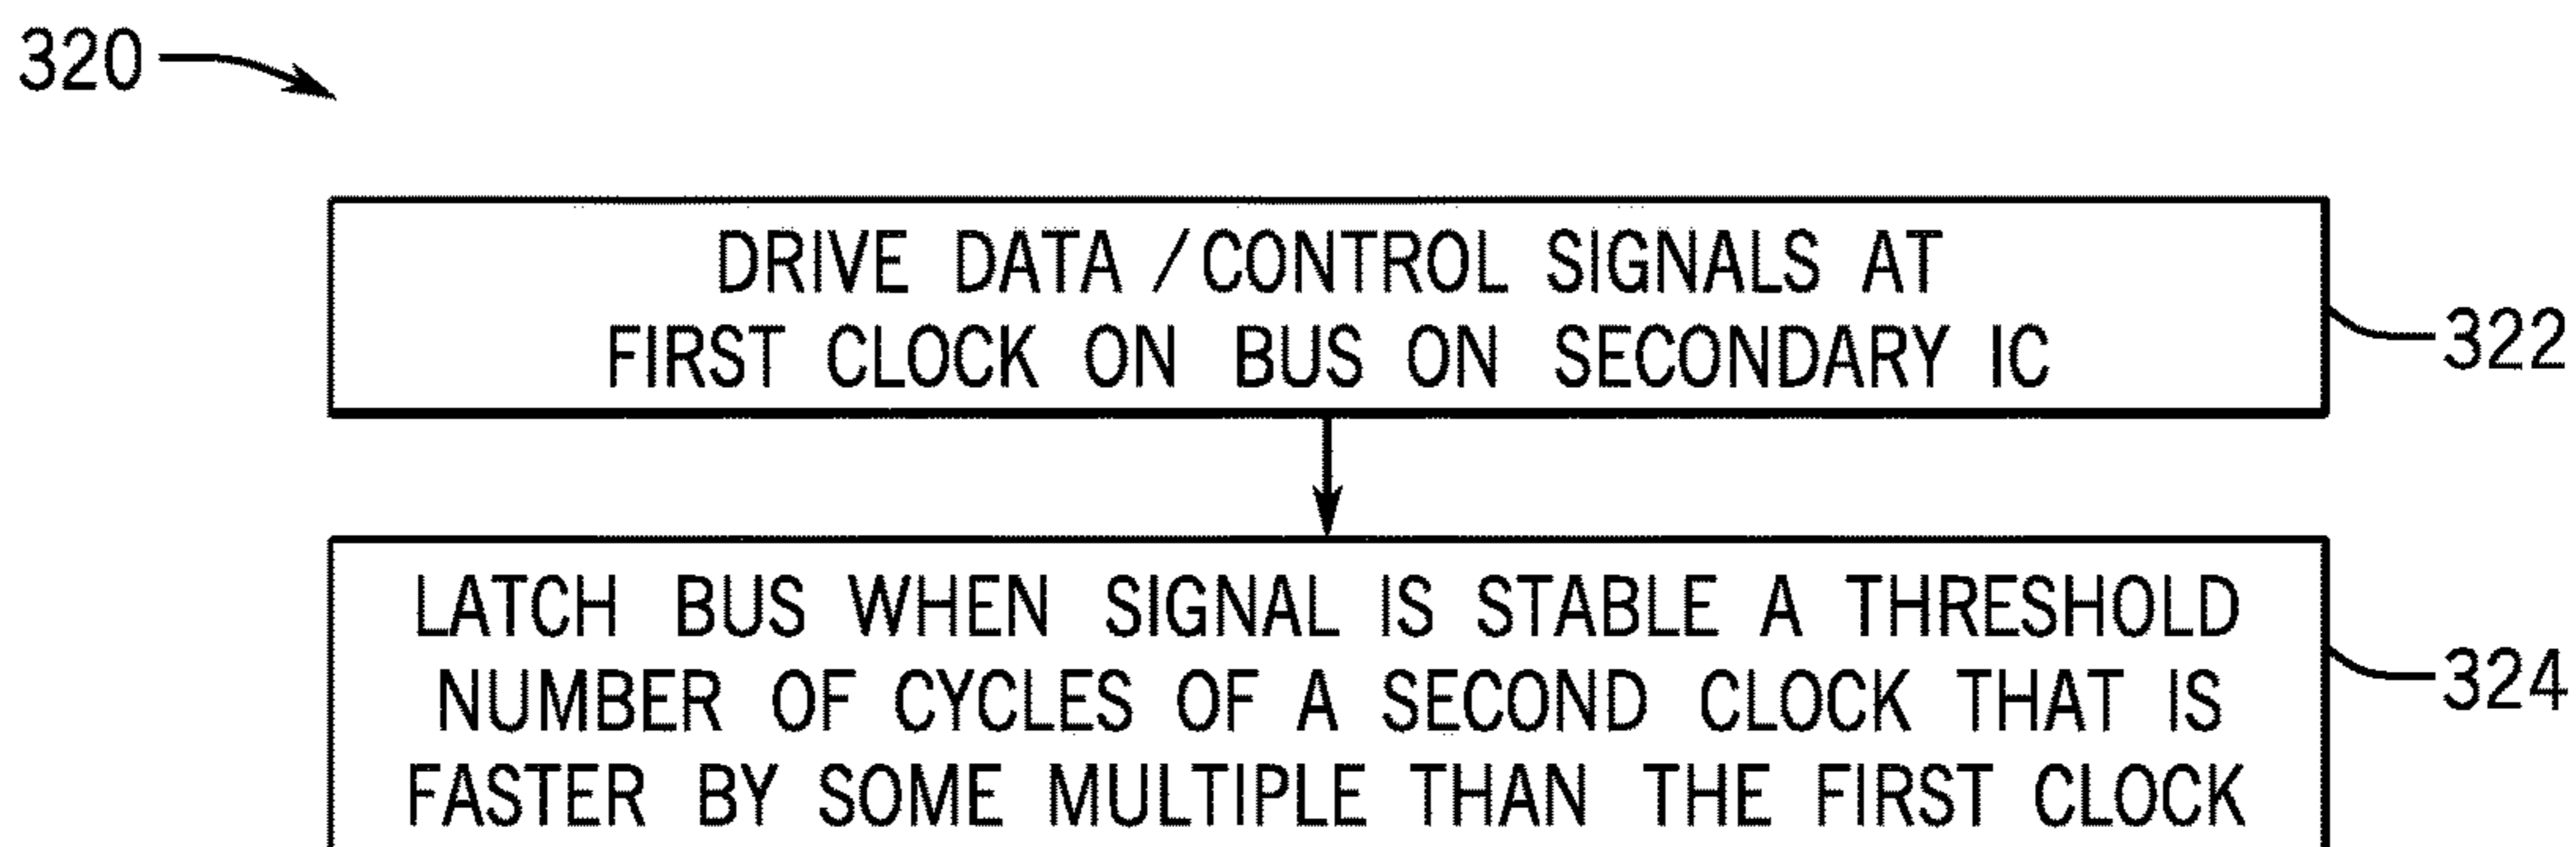 320
DRIVE DATA/CONTROL SIGNALS AT
FIRST CLOCK ON BUS ON SECONDARY IC
322
LATCH BUS WHEN SIGNAL IS STABLE A THRESHOLD
NUMBER OF CYCLES OF A SECOND CLOCK THAT IS
FASTER BY SOME MULTIPLE THAN THE FIRST CLOCK
324